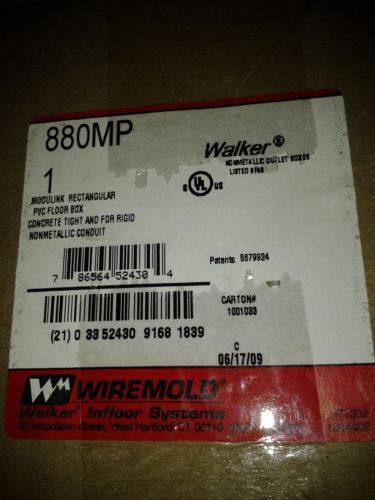 880MP
1
MODULINK RECTANGULAR
PVC FLOOR BOX
CONCRETE TIGHT AND FOR RIGID
NONMETALLIC CONDUIT
Walker®
NONMETALLIC OUTLET BOXES
LISTED
C UL US
7 86564 52430 4
Patents 5679924
CARTON#
1001033
(21) 0 33 52430 9168 1839
C
06/17/09
WIREMOLD®
Walker® Infloor Systems
60 Woodlawn Street, West Hartford, CT 06110